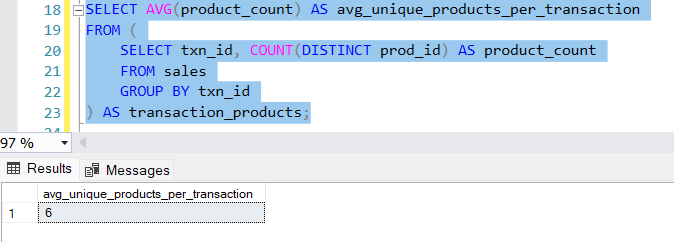 18 SELECT AVG(product_count) AS avg_unique_products_per_transaction
19 FROM (
20 SELECT txn_id, COUNT(DISTINCT prod_id) AS product_count
21 FROM sales
22 GROUP BY txn_id
23 ) AS transaction_products;
97 %
Results Messages
avg_unique_products_per_transaction
1 6